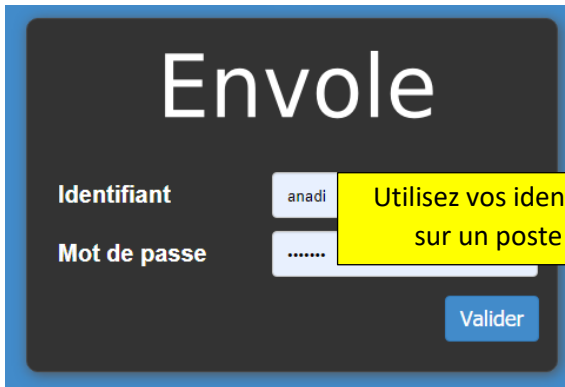 Envole
Identifiant
anadi
Utilisez vos iden
sur un poste
Mot de passe
•••••••
Valider